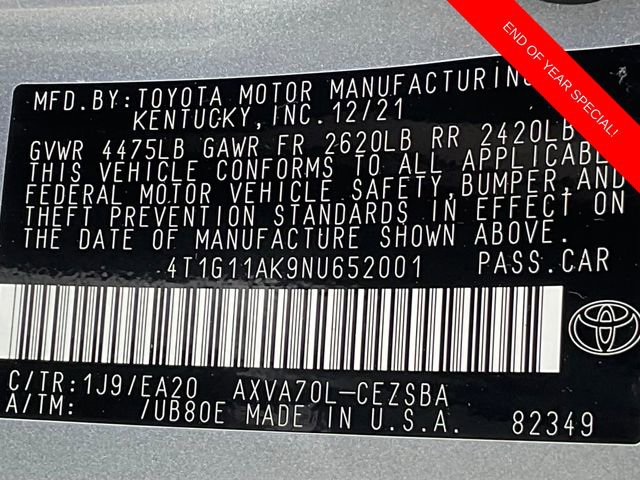 END OF YEAR SPECIAL!
MFD.BY:TOYOTA MOTOR MANUFACTURING
KENTUCKY,INC.12/21
GVWR 4475LB GAWR FR 2620LB RR 2420LB
THIS VEHICLE CONFORMS TO ALL APPLICABLE
FEDERAL MOTOR VEHICLE SAFETY,BUMPER,AND
THEFT PREVENTION STANDARDS IN EFFECT ON
THE DATE OF MANUFACTURE SHOWN ABOVE.
4T1G11AK9NU652001 PASS.CAR
C/TR:1J9/EA20 AXVA70L-CEZSBA
A/TM: /UB80E MADE IN U.S.A. 82349